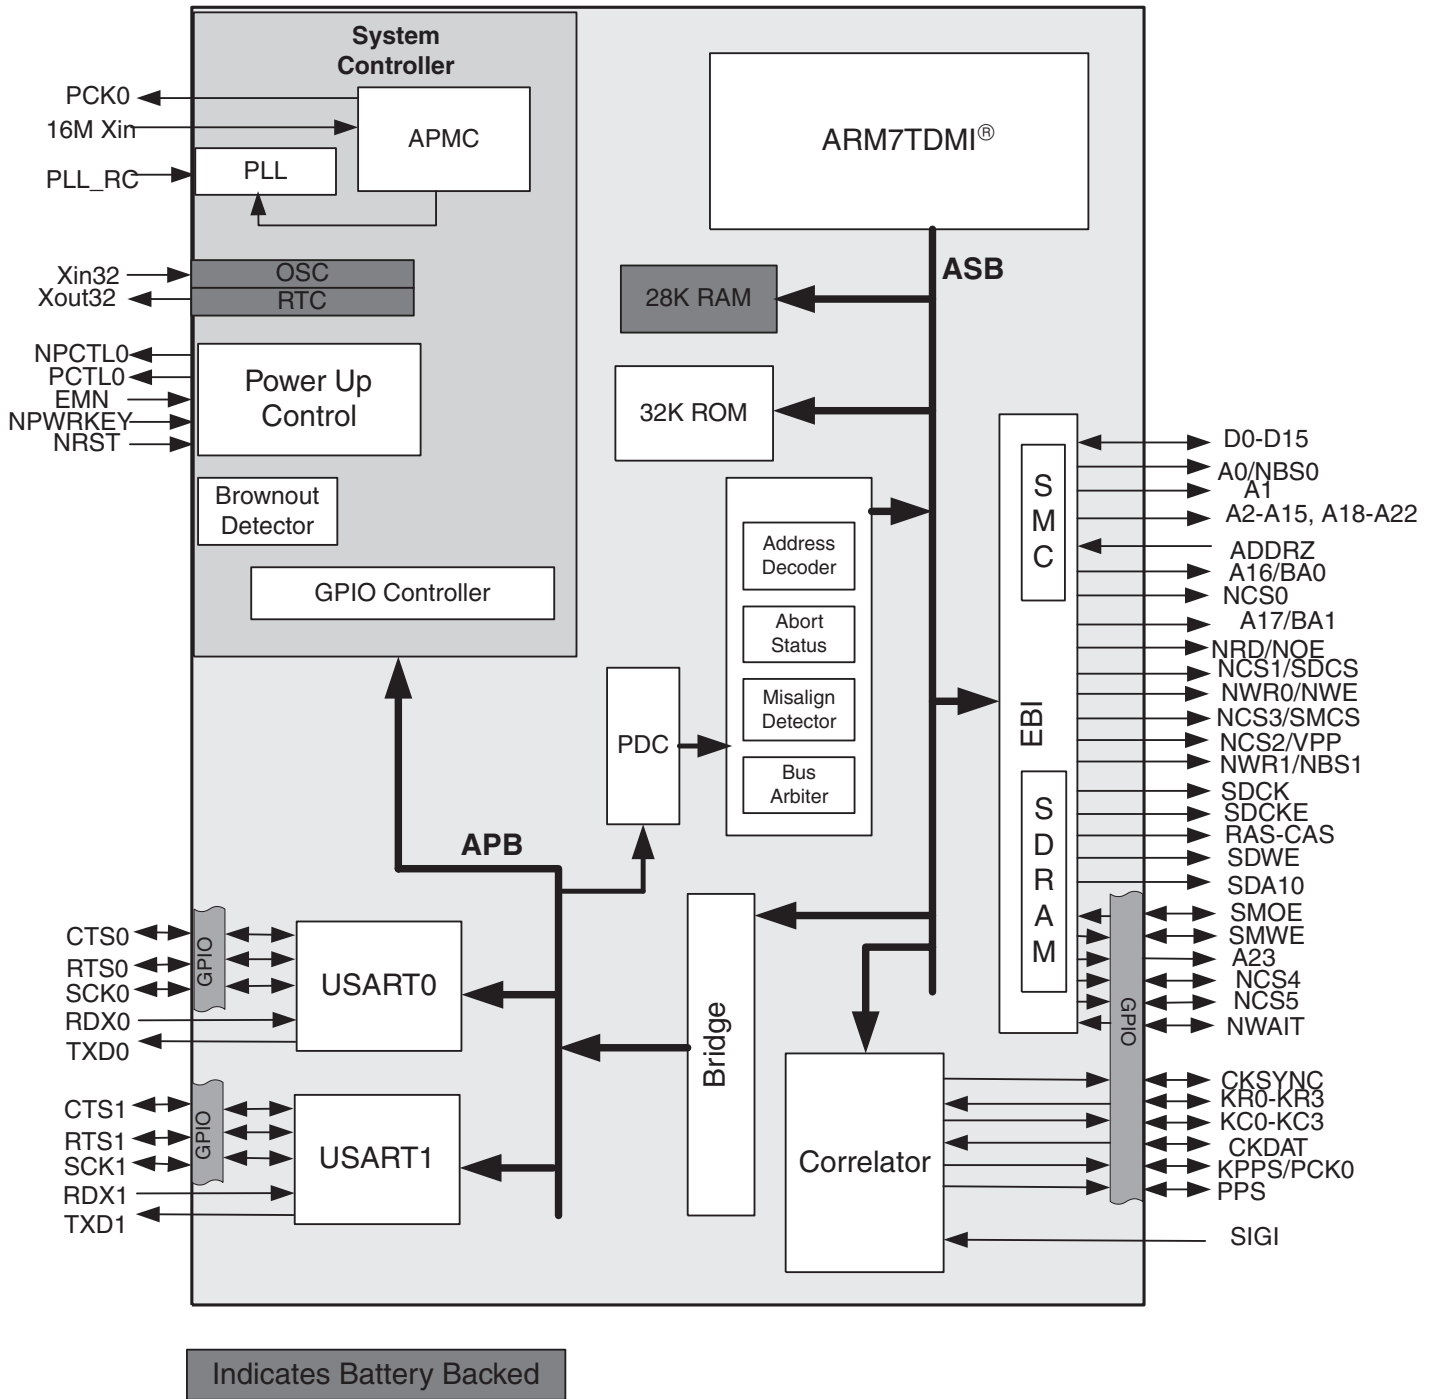 System
Controller
PCK0
16M Xin
APMC
PLL
PLL_RC
ARM7TDMI®
ASB
Xin32
OSC
Xout32
RTC
28K RAM
NPCTL0
PCTL0
EMN
NPWRKEY
NRST
Power Up
Control
32K ROM
Brownout
Detector
GPIO Controller
Address
Decoder
Abort
Status
Misalign
Detector
Bus
Arbiter
PDC
APB
SMC
EBI
SDRAM
D0-D15
A0/NBS0
A1
A2-A15, A18-A22
ADDRZ
A16/BA0
NCS0
A17/BA1
NRD/NOE
NCS1/SDCS
NWR0/NWE
NCS3/SMCS
NCS2/VPP
NWR1/NBS1
SDCK
SDCKE
RAS-CAS
SDWE
SDA10
SMOE
SMWE
A23
NCS4
NCS5
NWAIT
GPIO
CKSYNC
KR0-KR3
KC0-KC3
CKDAT
KPPS/PCK0
PPS
SIGI
CTS0
RTS0
SCK0
RDX0
TXD0
GPIO
USART0
CTS1
RTS1
SCK1
RDX1
TXD1
GPIO
USART1
Bridge
Correlator
Indicates Battery Backed